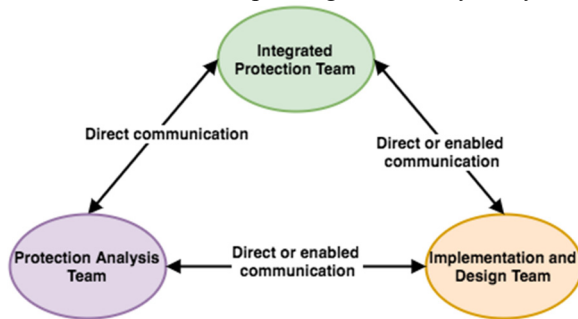 Integrated
Protection Team
Direct communication
Direct or enabled
communication
Protection Analysis
Team
Direct or enabled
communication
Implementation and
Design Team